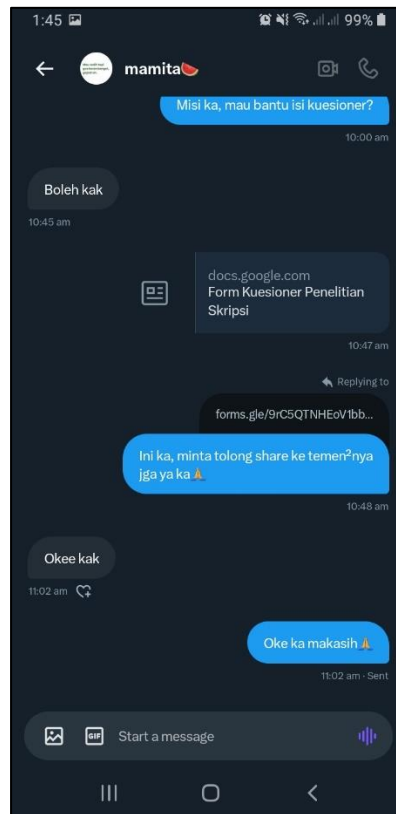 1:45 99%
mamita
Misi ka, mau bantu isi kuesioner?
10:00 am
Boleh kak
10:45 am
docs.google.com
Form Kuesioner Penelitian
Skripsi
10:47 am
Replying to
forms.gle/9rC5QTNHEoV1bb...
Ini ka, minta tolong share ke temen²nya
jga ya ka🙏
10:48 am
Okee kak
11:02 am
Oke ka makasih🙏
11:02 am · Sent
GIF Start a message